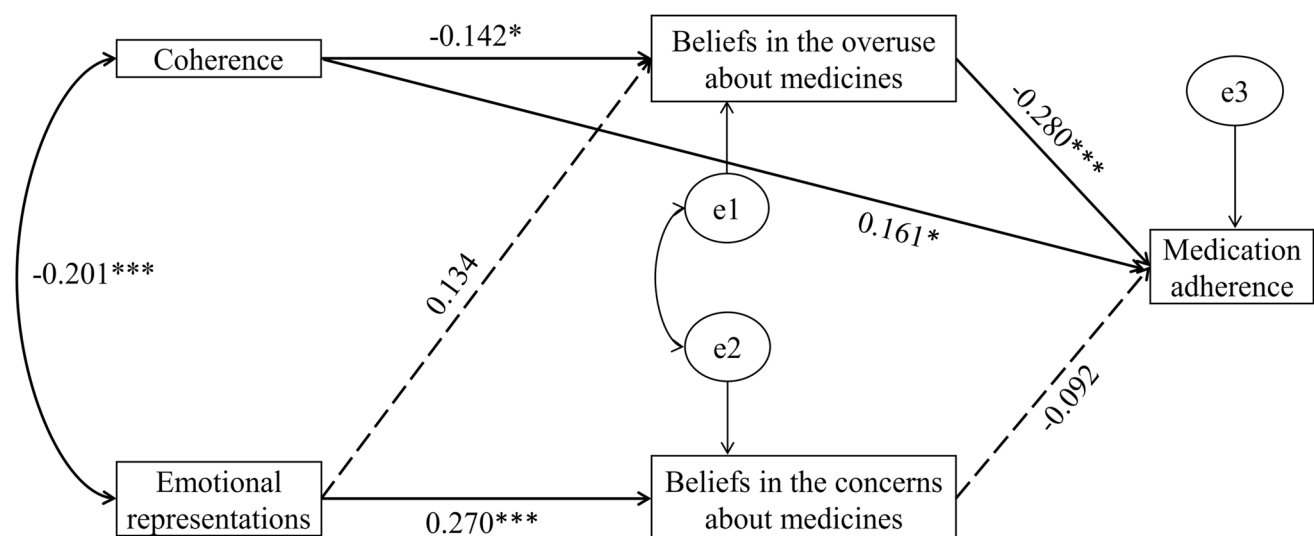 -0.142*
Coherence
Beliefs in the overuse
about medicines
e3
-0.280***
e1
0.161*
Medication
adherence
-0.201***
0.134
e2
-0.092
Emotional
representations
0.270***
Beliefs in the concerns
about medicines